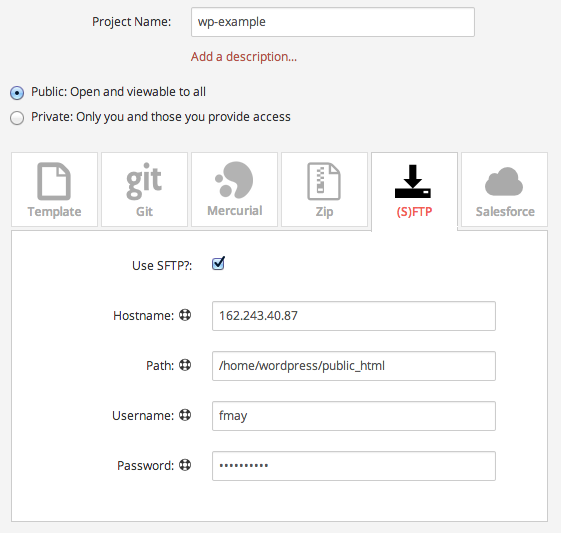 Project Name: wp-example
Add a description...
Public: Open and viewable to all
Private: Only you and those you provide access
Template git Git Mercurial Zip (S)FTP Salesforce
Use SFTP?:
Hostname: 162.243.40.87
Path: /home/wordpress/public_html
Username: fmay
Password: ••••••••••